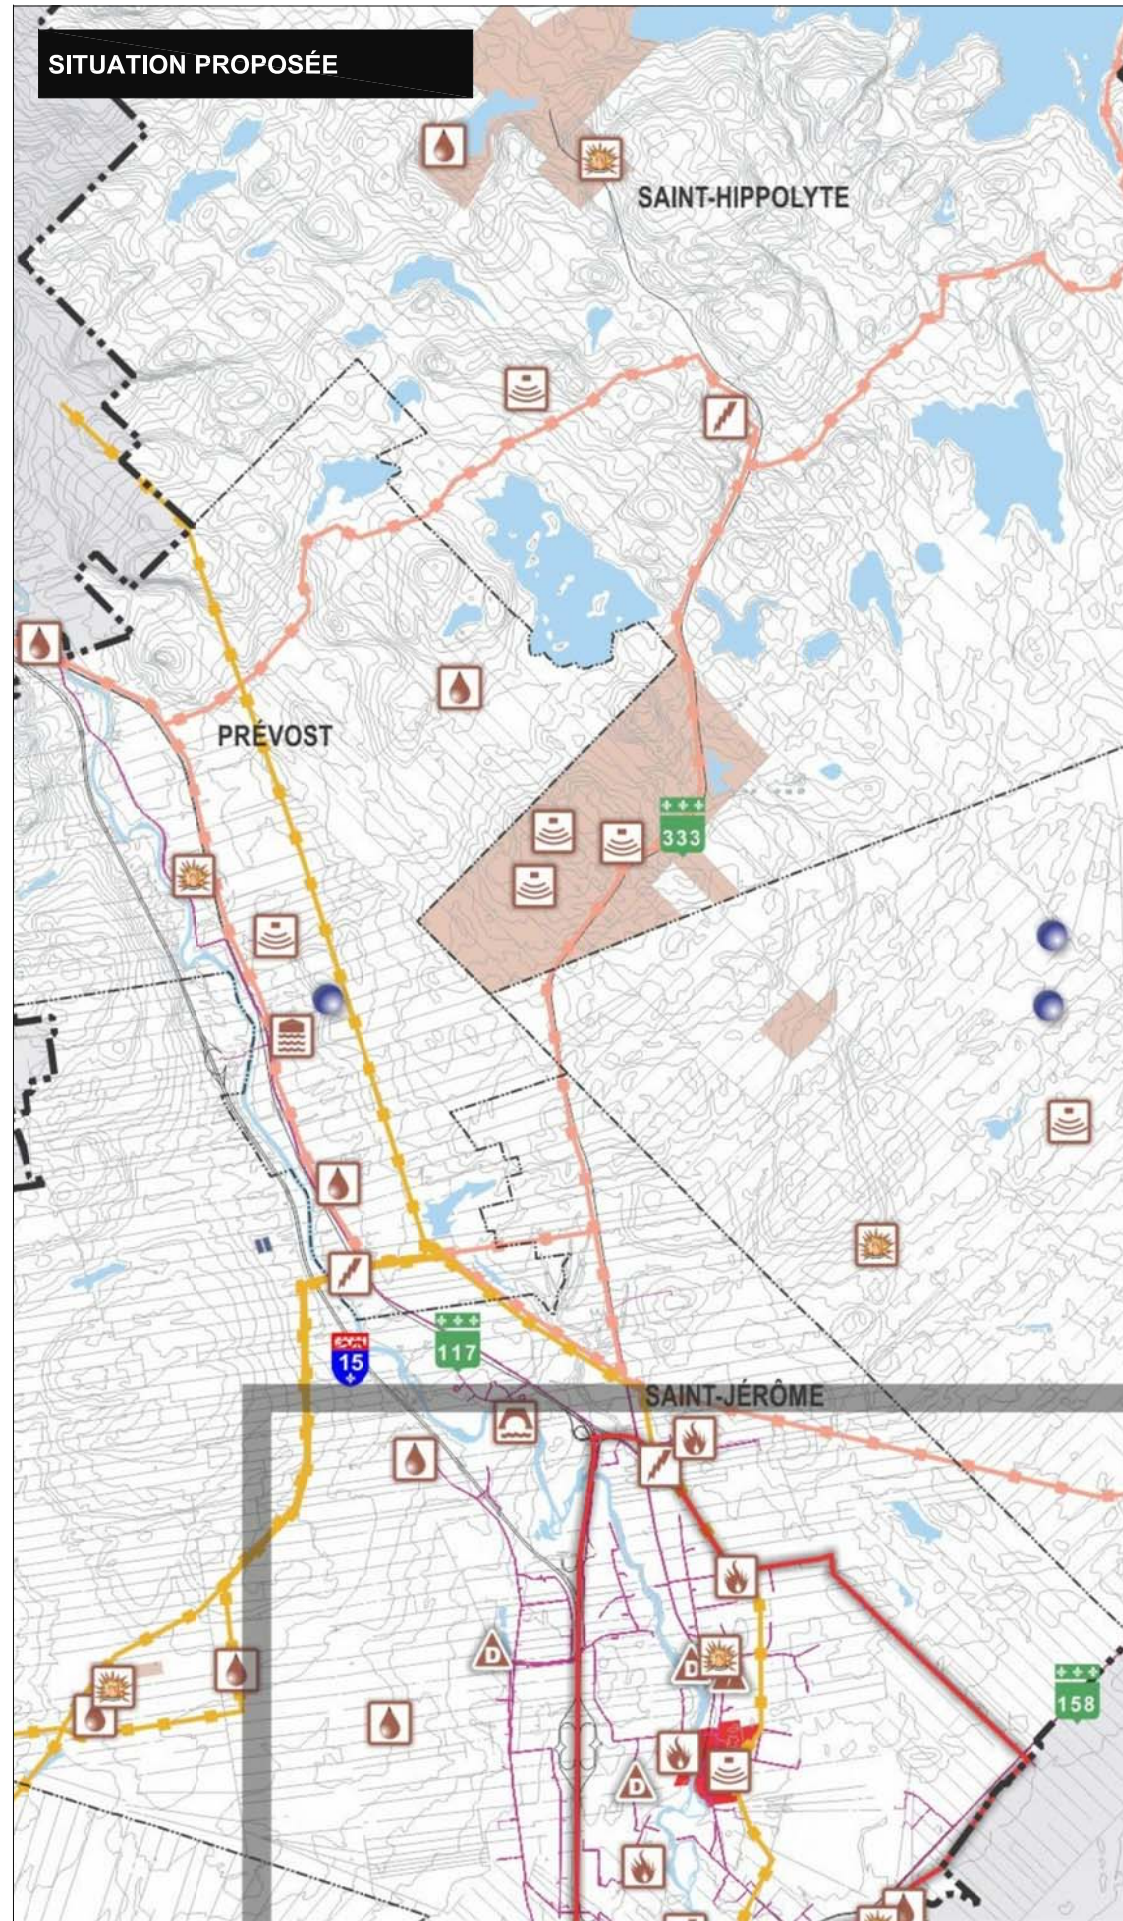 SITUATION PROPOSÉE
SAINT-HIPPOLYTE
PRÉVOST
333
117
15
SAINT-JÉRÔME
D
D
158
D